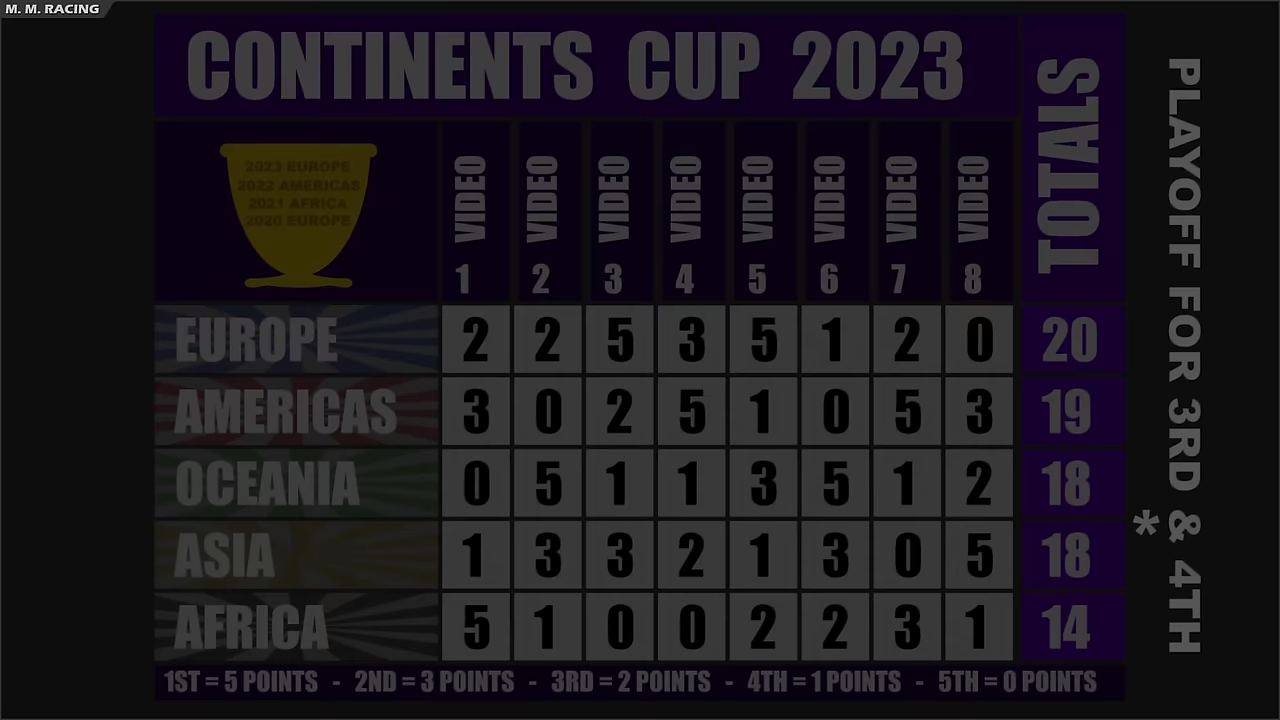 M. M. RACING
CONTINENTS CUP 2023
TOTALS
2023 EUROPE
2022 AMERICAS
2021 AFRICA
2020 EUROPE
VIDEO 1 VIDEO 2 VIDEO 3 VIDEO 4 VIDEO 5 VIDEO 6 VIDEO 7 VIDEO 8
EUROPE 2 2 5 3 5 1 2 0 20
AMERICAS 3 0 2 5 1 0 5 3 19
OCEANIA 0 5 1 1 3 5 1 2 18
ASIA 1 3 3 2 1 3 0 5 18
AFRICA 5 1 0 0 2 2 3 1 14
1ST = 5 POINTS - 2ND = 3 POINTS - 3RD = 2 POINTS - 4TH = 1 POINTS - 5TH = 0 POINTS
*
PLAYOFF FOR 3RD & 4TH